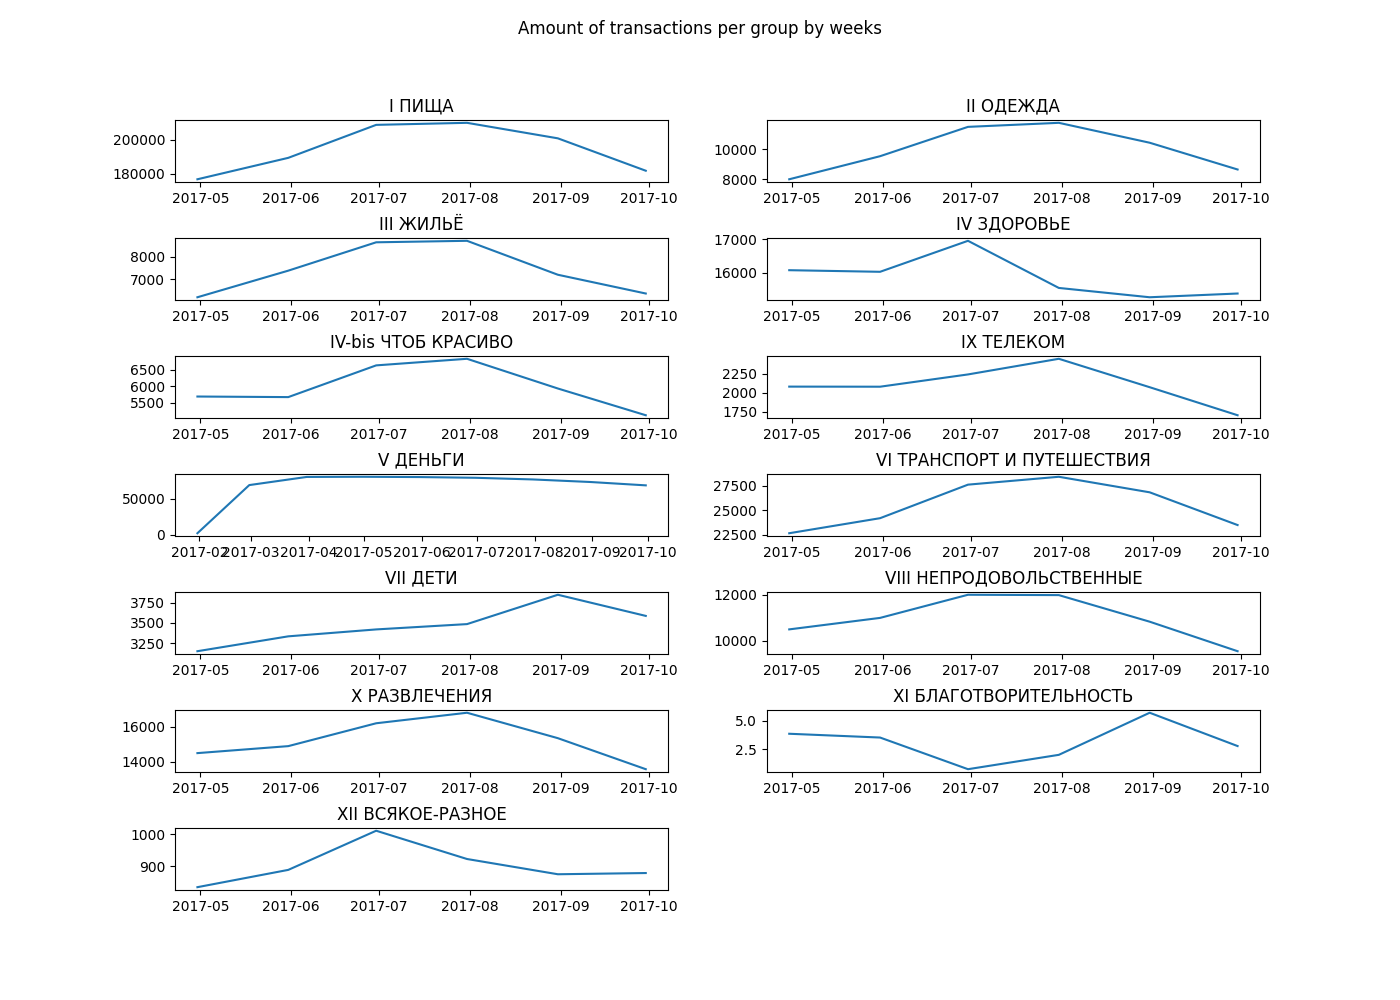 Amount of transactions per group by weeks
I ПИЩА
200000
180000
2017-05 2017-06 2017-07 2017-08 2017-09 2017-10
II ОДЕЖДА
10000
8000
2017-05 2017-06 2017-07 2017-08 2017-09 2017-10
III ЖИЛЬЁ
8000
7000
2017-05 2017-06 2017-07 2017-08 2017-09 2017-10
IV ЗДОРОВЬЕ
17000
16000
2017-05 2017-06 2017-07 2017-08 2017-09 2017-10
IV-bis ЧТОБ КРАСИВО
6500
6000
5500
2017-05 2017-06 2017-07 2017-08 2017-09 2017-10
IX ТЕЛЕКОМ
2250
2000
1750
2017-05 2017-06 2017-07 2017-08 2017-09 2017-10
V ДЕНЬГИ
50000
0
2017-02 2017-03 2017-04 2017-05 2017-06 2017-07 2017-08 2017-09 2017-10
VI ТРАНСПОРТ И ПУТЕШЕСТВИЯ
27500
25000
22500
2017-05 2017-06 2017-07 2017-08 2017-09 2017-10
VII ДЕТИ
3750
3500
3250
2017-05 2017-06 2017-07 2017-08 2017-09 2017-10
VIII НЕПРОДОВОЛЬСТВЕННЫЕ
12000
10000
2017-05 2017-06 2017-07 2017-08 2017-09 2017-10
X РАЗВЛЕЧЕНИЯ
16000
14000
2017-05 2017-06 2017-07 2017-08 2017-09 2017-10
XI БЛАГОТВОРИТЕЛЬНОСТЬ
5.0
2.5
2017-05 2017-06 2017-07 2017-08 2017-09 2017-10
XII ВСЯКОЕ-РАЗНОЕ
1000
900
2017-05 2017-06 2017-07 2017-08 2017-09 2017-10